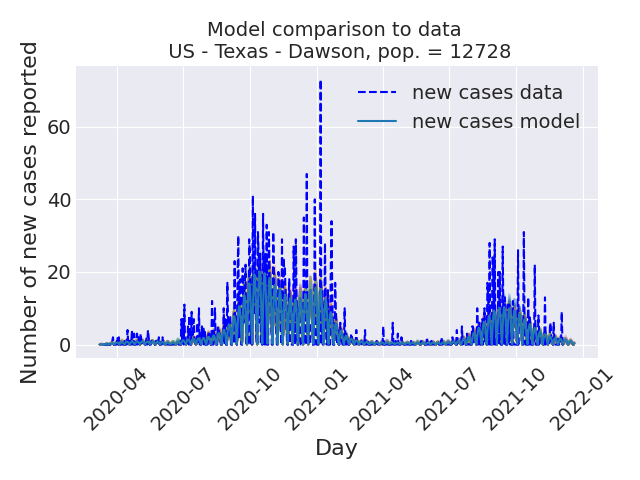 Model comparison to data
US - Texas - Dawson, pop. = 12728
new cases data
new cases model
Number of new cases reported
60
40
20
0
2020-04
2020-07
2020-10
2021-01
2021-04
2021-07
2021-10
2022-01
Day